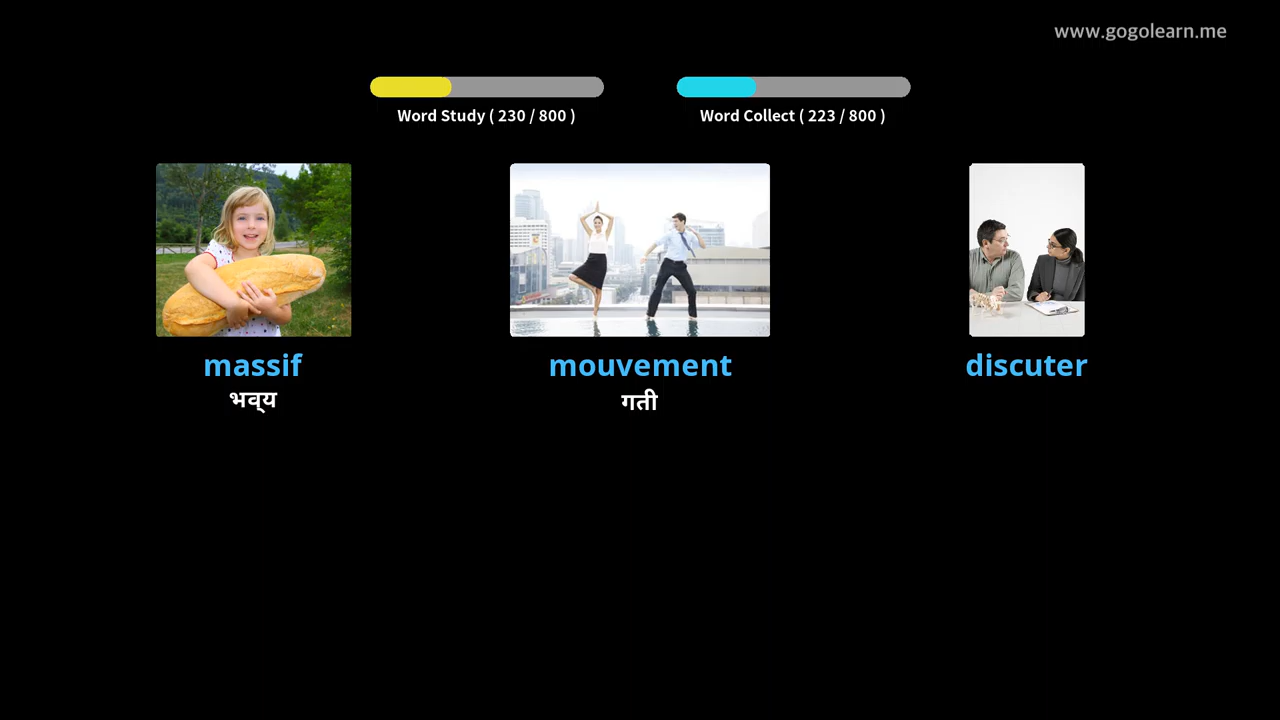 www.gogolearn.me
Word Study ( 230 / 800 )
Word Collect ( 223 / 800 )
massif
mouvement
discuter
भव्‍य
गती